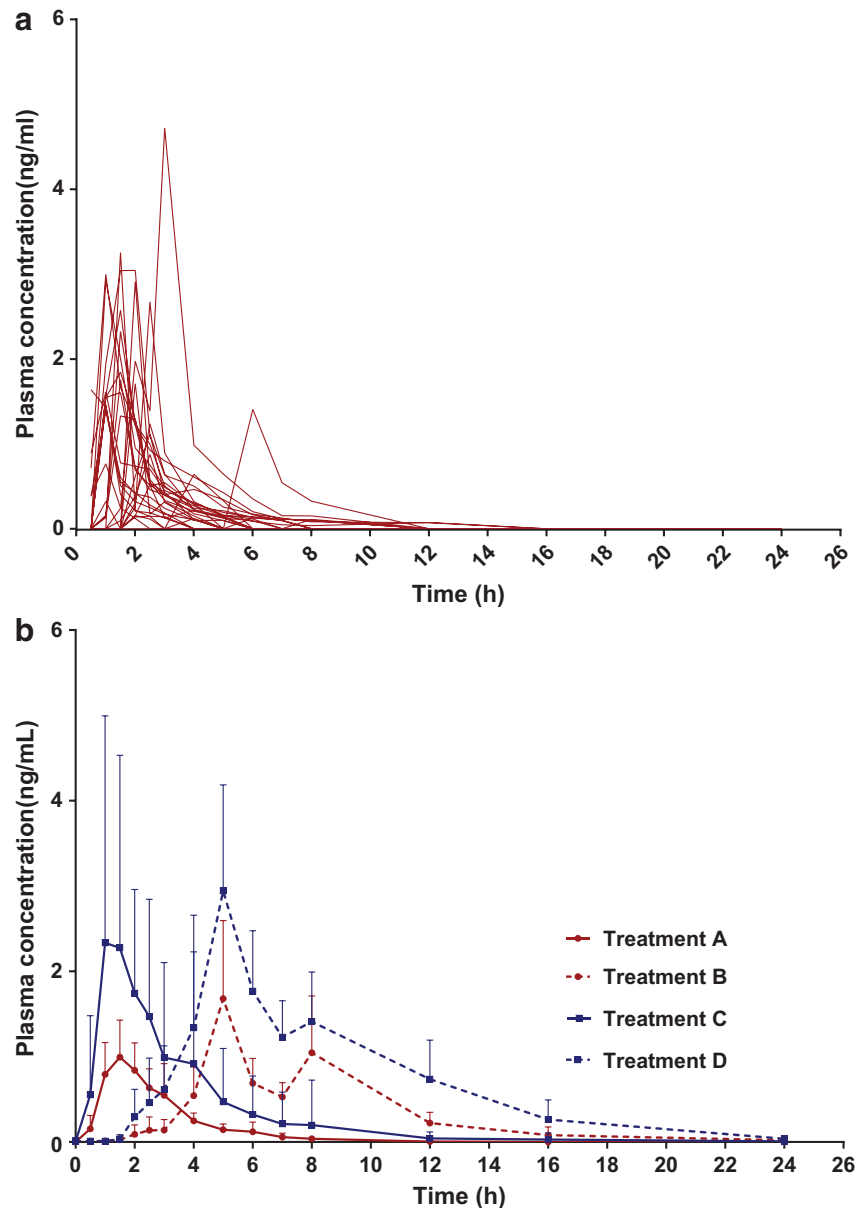 a
Plasma concentration(ng/ml)
6
4
2
0
0 2 4 6 8 10 12 14 16 18 20 22 24 26
Time (h)
b
Plasma concentration(ng/mL)
6
4
2
0
Treatment A
Treatment B
Treatment C
Treatment D
0 2 4 6 8 10 12 14 16 18 20 22 24 26
Time (h)